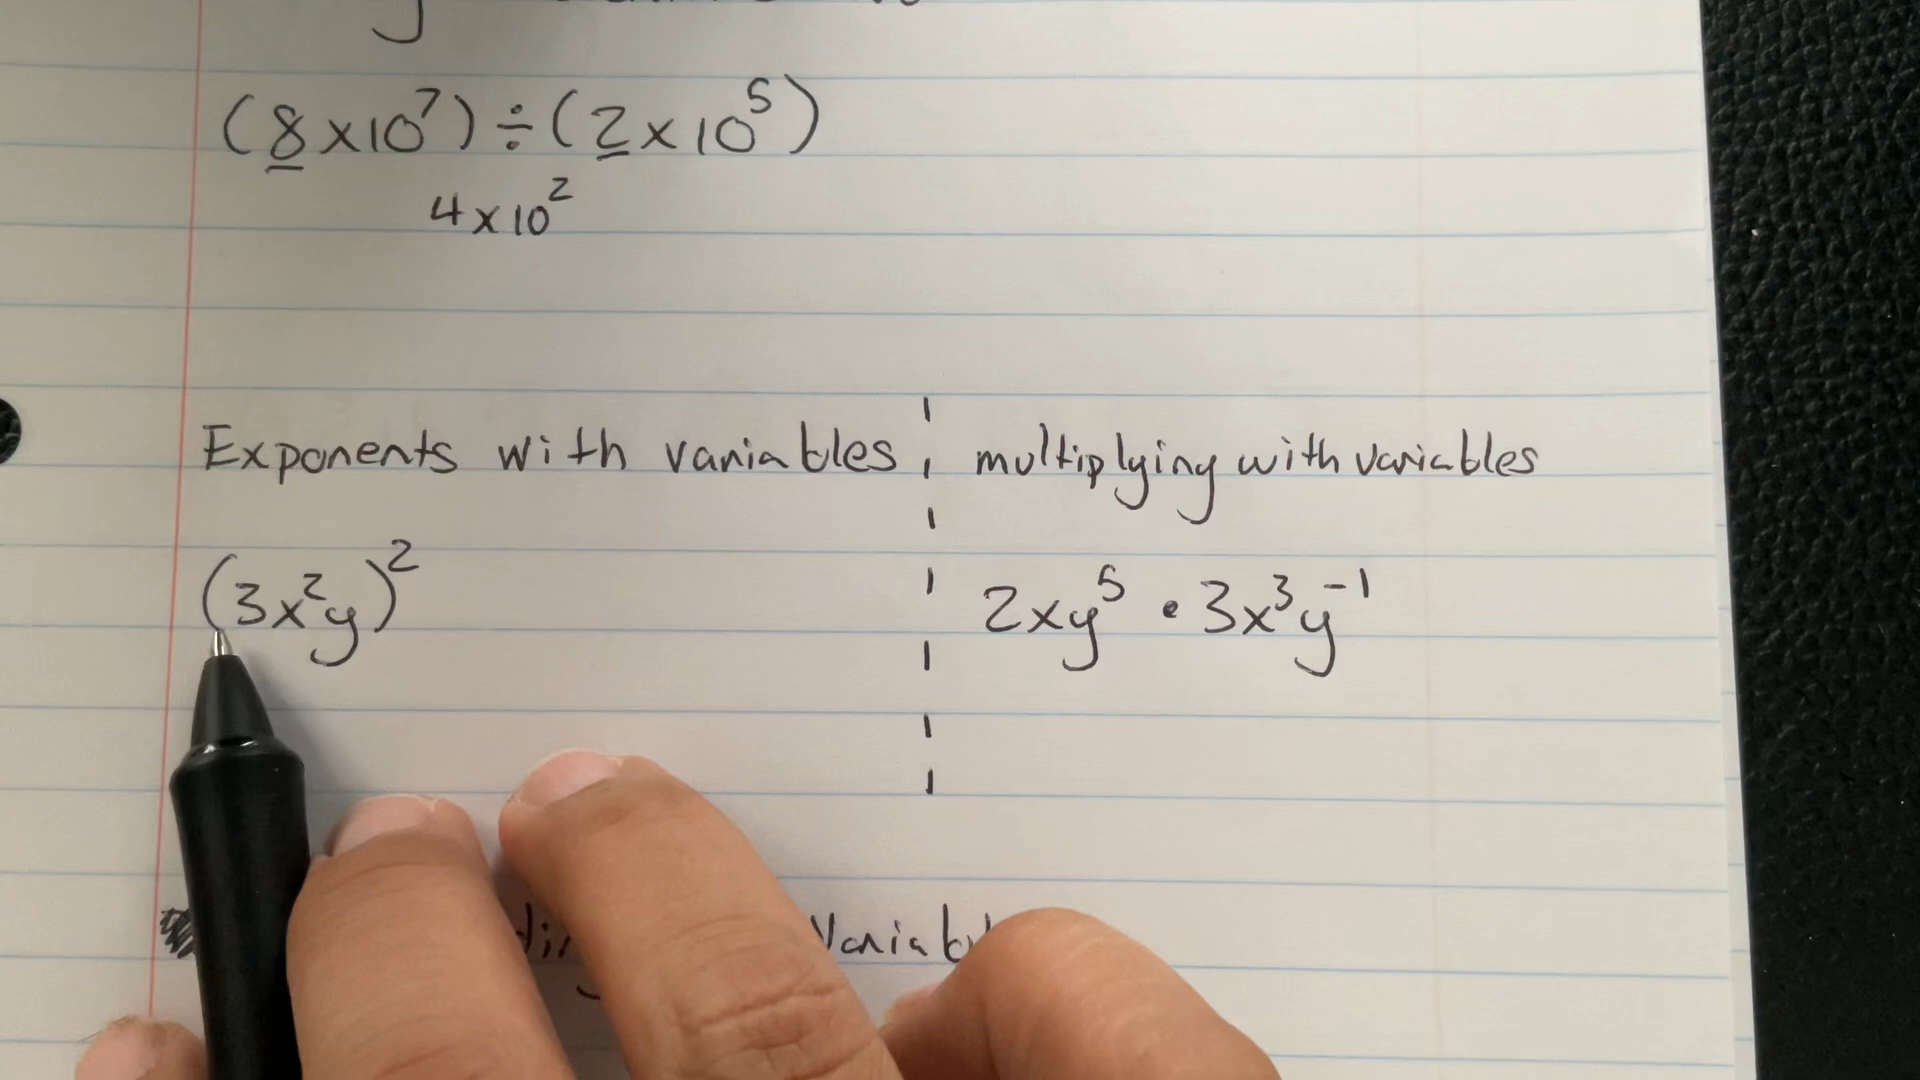 (8x10⁷)÷(2x10⁵)
4x10²
Exponents with variables
(3x²y)²
multiplying with variables
2xy⁵ • 3x³y⁻¹